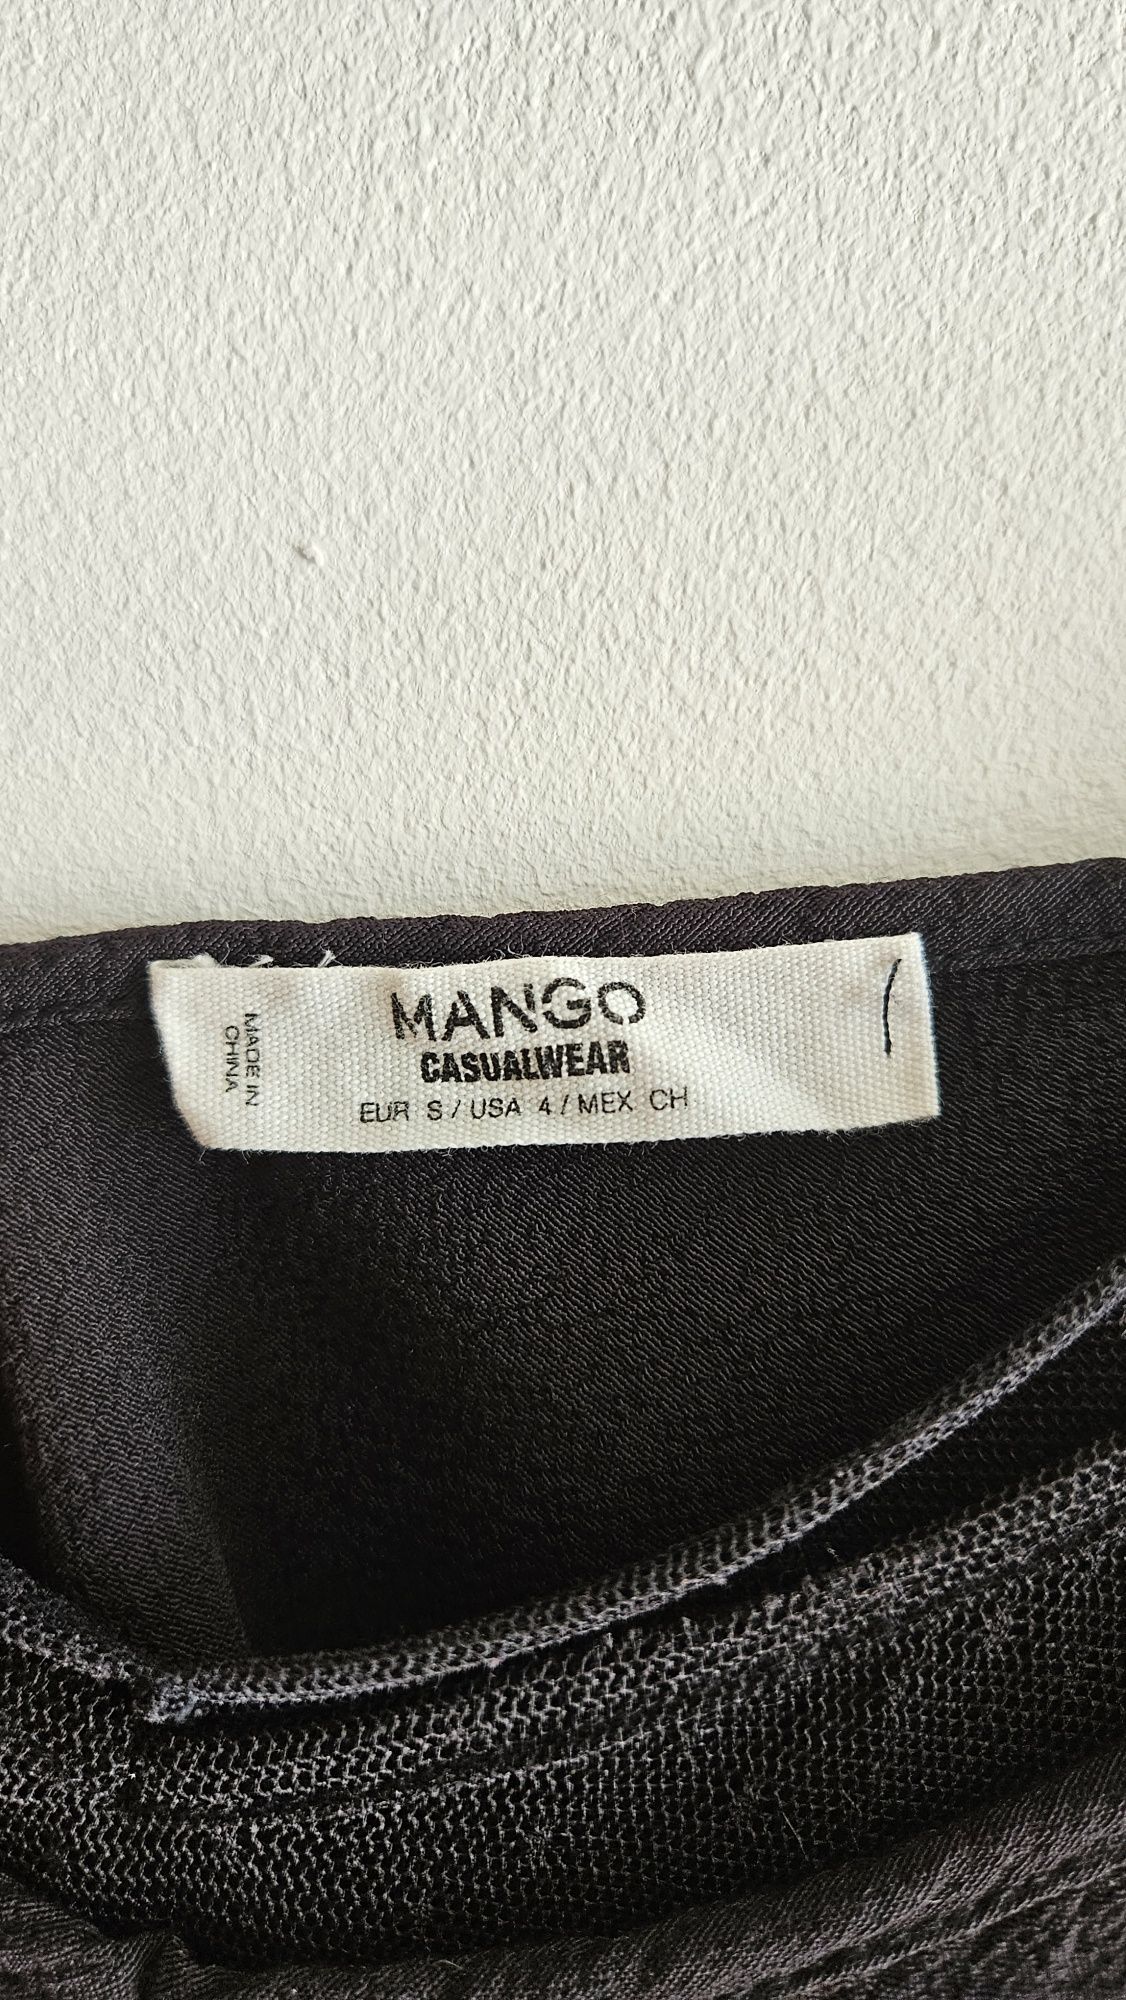 MANGO
CASUALWEAR
EUR S / USA 4 / MEX CH
MADE IN
CHINA